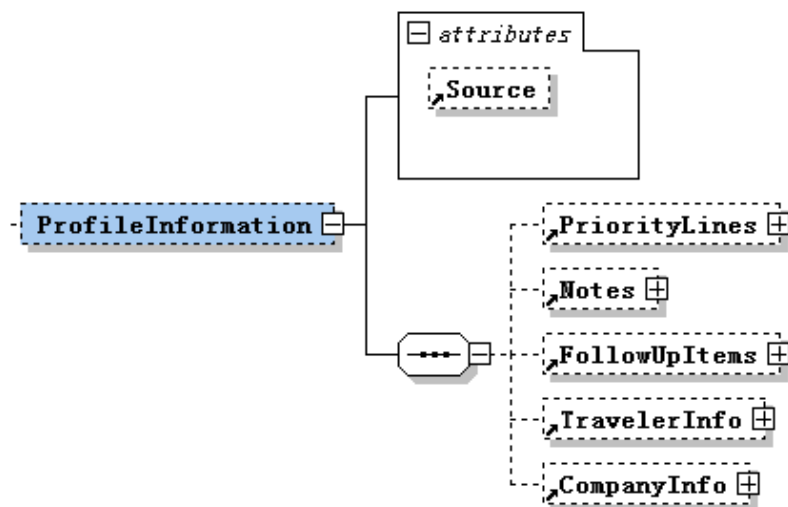 attributes
Source
ProfileInformation
PriorityLines
Notes
FollowUpItems
TravelerInfo
CompanyInfo